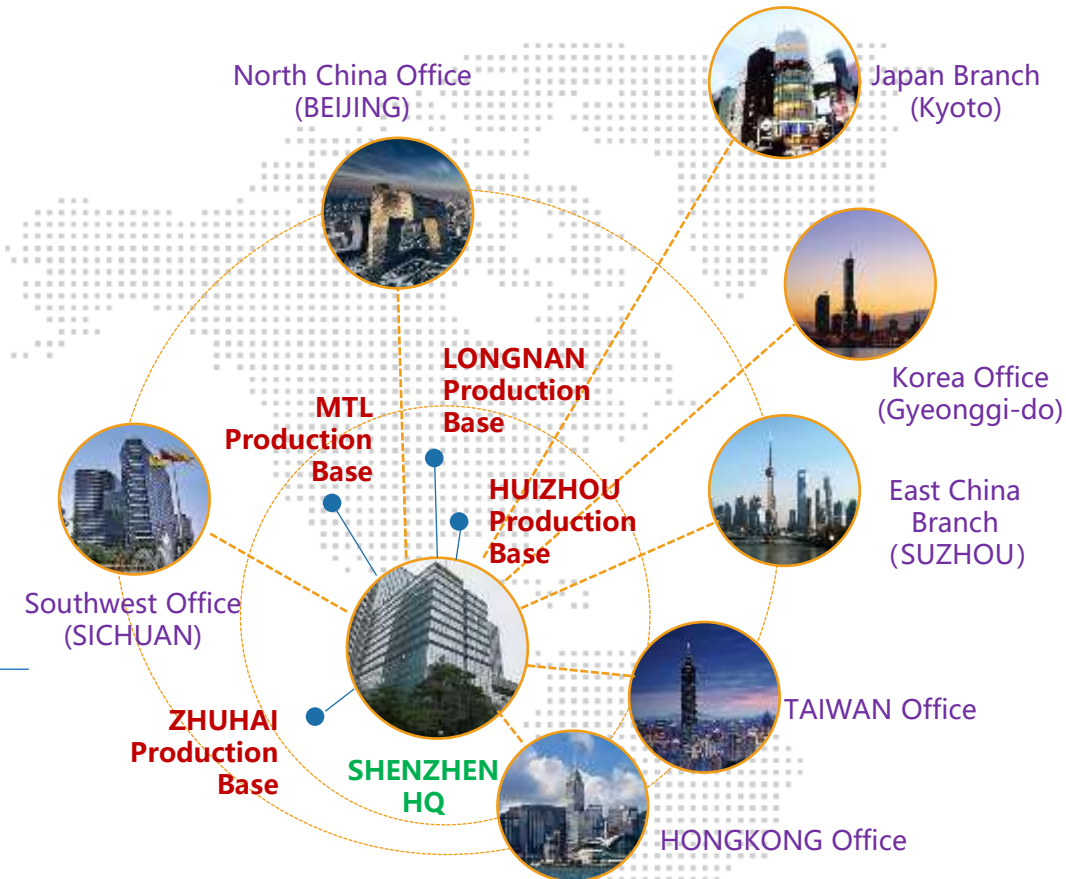 North China Office
(BEIJING)
Japan Branch
(Kyoto)
Korea Office
(Gyeonggi-do)
LONGNAN
Production
Base
MTL
Production
Base
HUIZHOU
Production
Base
East China
Branch
(SUZHOU)
Southwest Office
(SICHUAN)
TAIWAN Office
ZHUHAI
Production
Base
SHENZHEN
HQ
HONGKONG Office